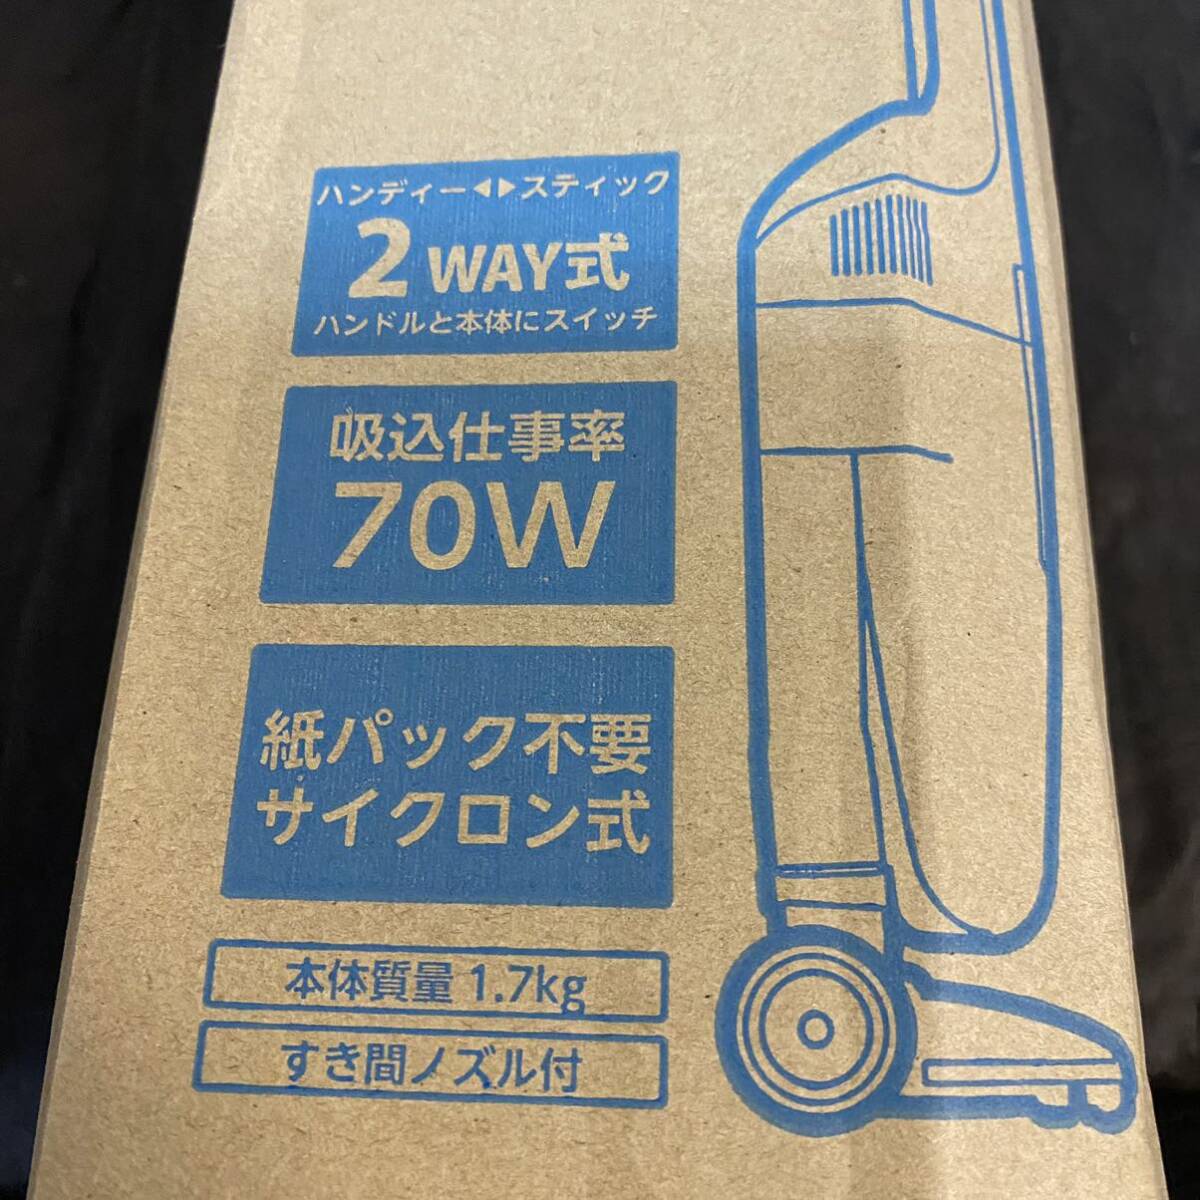 ハンディー◀▶スティック
2WAY式
ハンドルと本体にスイッチ
吸込仕事率
70W
紙パック不要
サイクロン式
本体質量 1.7kg
すき間ノズル付